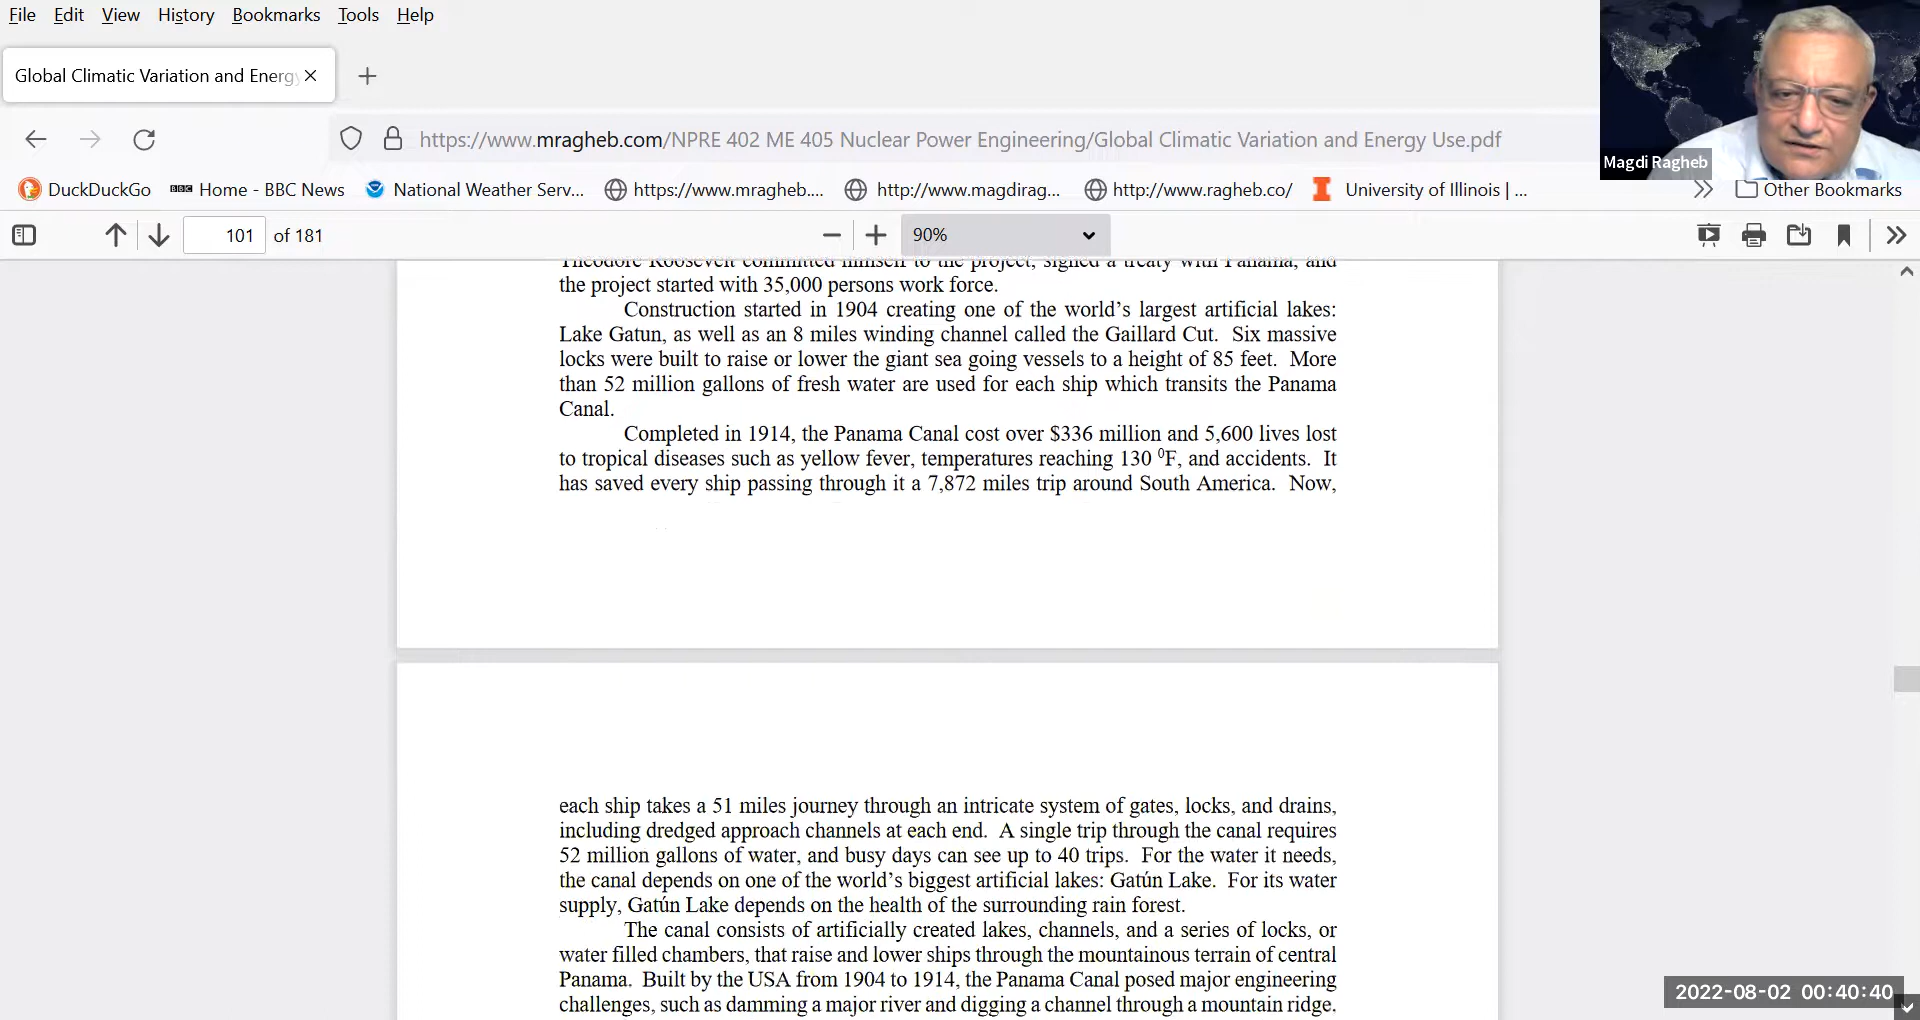 File Edit View History Bookmarks Tools Help
Global Climatic Variation and Energy
https://www.mragheb.com/NPRE 402 ME 405 Nuclear Power Engineering/Global Climatic Variation and Energy Use.pdf
Magdi Ragheb
DuckDuckGo BBC Home - BBC News National Weather Serv... https://www.mragheb.... http://www.magdirag... http://www.ragheb.co/ University of Illinois | ... Other Bookmarks
101 of 181 90%
Theodore Roosevelt committed himself to the project, signed a treaty with Panama, and
the project started with 35,000 persons work force.
Construction started in 1904 creating one of the world’s largest artificial lakes:
Lake Gatun, as well as an 8 miles winding channel called the Gaillard Cut. Six massive
locks were built to raise or lower the giant sea going vessels to a height of 85 feet. More
than 52 million gallons of fresh water are used for each ship which transits the Panama
Canal.
Completed in 1914, the Panama Canal cost over $336 million and 5,600 lives lost
to tropical diseases such as yellow fever, temperatures reaching 130 ⁰F, and accidents. It
has saved every ship passing through it a 7,872 miles trip around South America. Now,
each ship takes a 51 miles journey through an intricate system of gates, locks, and drains,
including dredged approach channels at each end. A single trip through the canal requires
52 million gallons of water, and busy days can see up to 40 trips. For the water it needs,
the canal depends on one of the world’s biggest artificial lakes: Gatún Lake. For its water
supply, Gatún Lake depends on the health of the surrounding rain forest.
The canal consists of artificially created lakes, channels, and a series of locks, or
water filled chambers, that raise and lower ships through the mountainous terrain of central
Panama. Built by the USA from 1904 to 1914, the Panama Canal posed major engineering
challenges, such as damming a major river and digging a channel through a mountain ridge.
2022-08-02 00:40:40